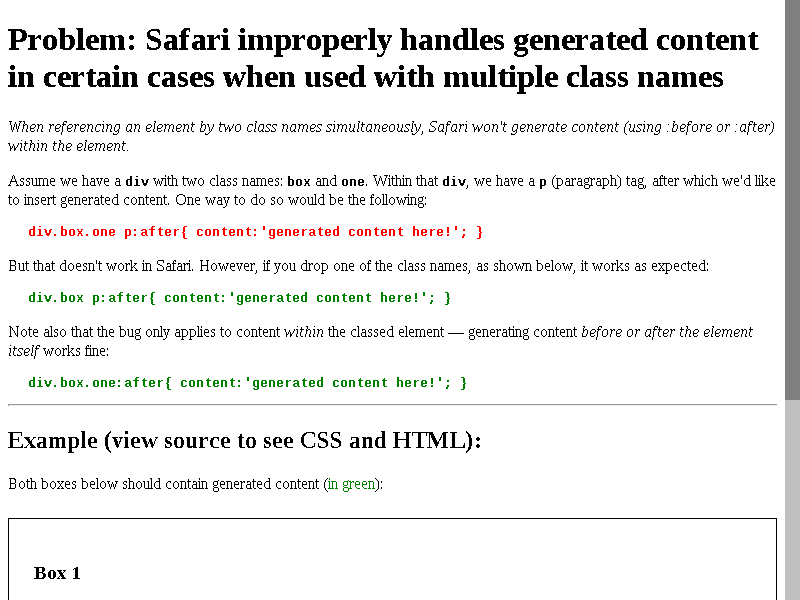 Problem: Safari improperly handles generated content
in certain cases when used with multiple class names
When referencing an element by two class names simultaneously, Safari won't generate content (using :before or :after)
within the element.
Assume we have a div with two class names: box and one. Within that div, we have a p (paragraph) tag, after which we'd like
to insert generated content. One way to do so would be the following:
div.box.one p:after{ content:'generated content here!'; }
But that doesn't work in Safari. However, if you drop one of the class names, as shown below, it works as expected:
div.box p:after{ content:'generated content here!'; }
Note also that the bug only applies to content within the classed element — generating content before or after the element
itself works fine:
div.box.one:after{ content:'generated content here!'; }
Example (view source to see CSS and HTML):
Both boxes below should contain generated content (in green):
Box 1